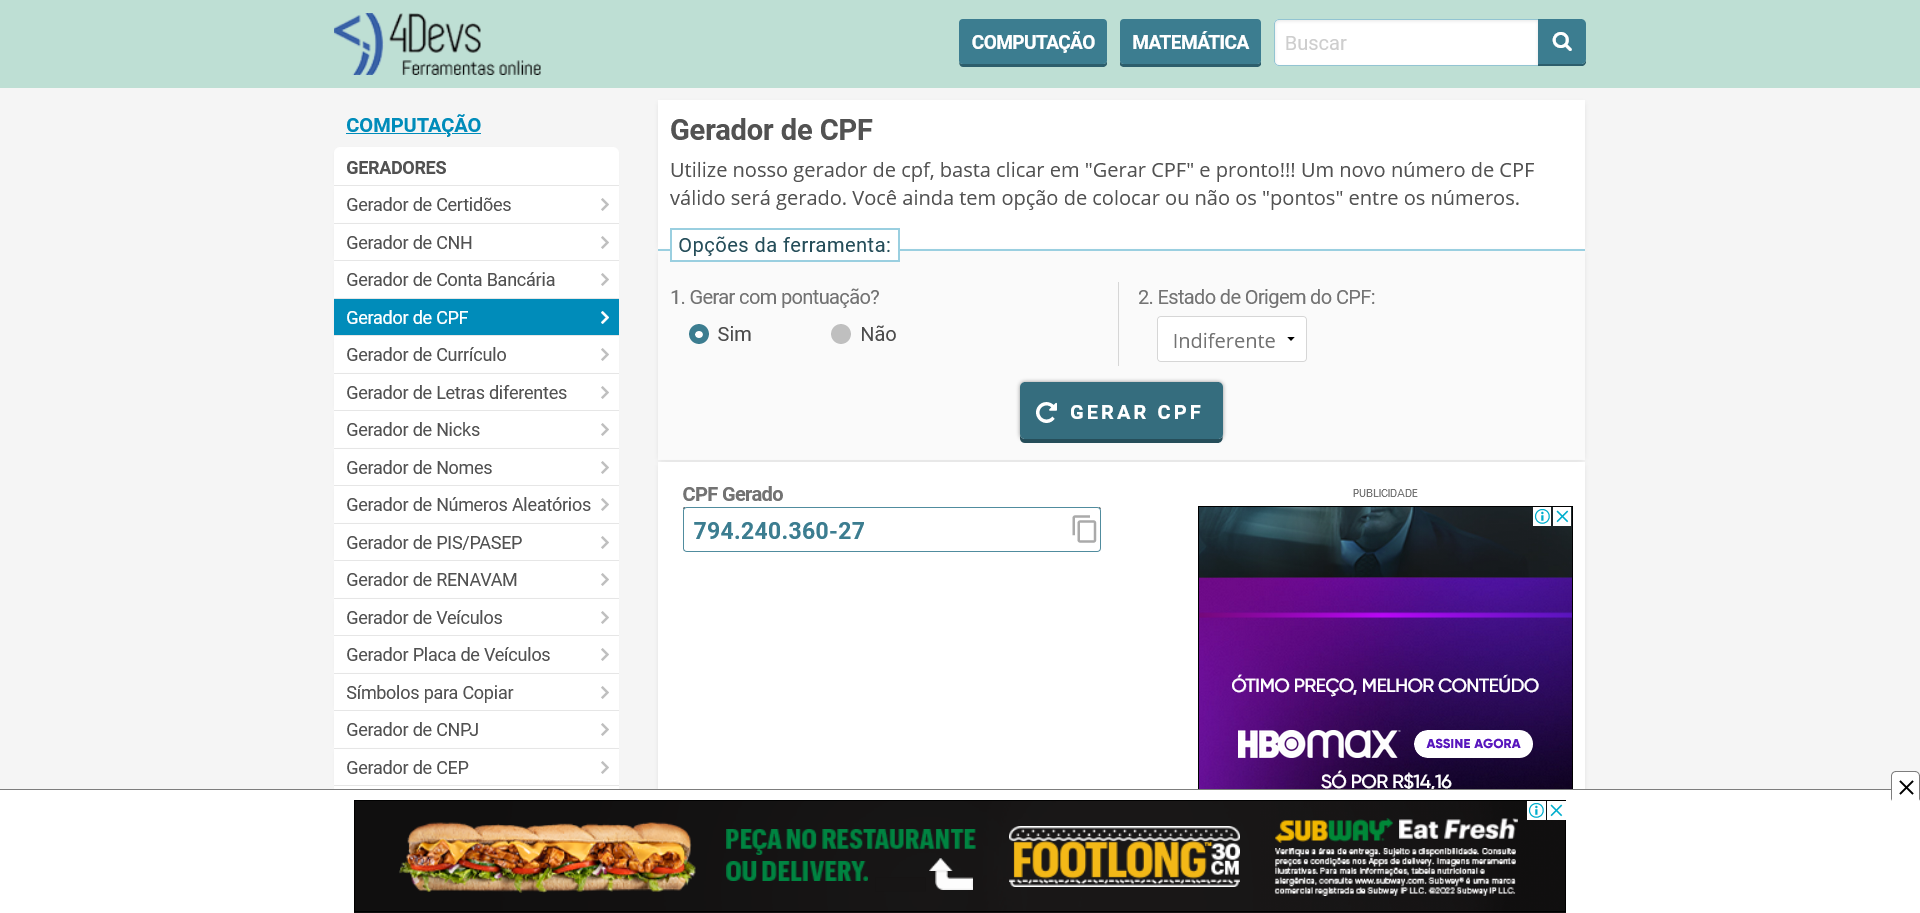 4Devs
Ferramentas online
COMPUTAÇÃO
MATEMÁTICA
Buscar
COMPUTAÇÃO
GERADORES
Gerador de Certidões
Gerador de CNH
Gerador de Conta Bancária
Gerador de CPF
Gerador de Currículo
Gerador de Letras diferentes
Gerador de Nicks
Gerador de Nomes
Gerador de Números Aleatórios
Gerador de PIS/PASEP
Gerador de RENAVAM
Gerador de Veículos
Gerador Placa de Veículos
Símbolos para Copiar
Gerador de CNPJ
Gerador de CEP
Gerador de CPF
Utilize nosso gerador de cpf, basta clicar em "Gerar CPF" e pronto!!! Um novo número de CPF
válido será gerado. Você ainda tem opção de colocar ou não os "pontos" entre os números.
Opções da ferramenta:
1. Gerar com pontuação?
Sim
Não
2. Estado de Origem do CPF:
Indiferente
GERAR CPF
CPF Gerado
794.240.360-27
PUBLICIDADE
ÓTIMO PREÇO, MELHOR CONTEÚDO
HBOmax
ASSINE AGORA
SÓ POR R$14,16
PEÇA NO RESTAURANTE
OU DELIVERY.
FOOTLONG™ 30 CM
SUBWAY Eat Fresh
Verifique a área de entrega. Sujeito a disponibilidade. Consulte
preços e condições nos Apps de delivery. Imagens meramente
ilustrativas. Para mais informações, tabela nutricional e
alergênica, consulte www.subway.com. Subway® é uma marca
comercial registrada de Subway IP LLC. ©2022 Subway IP LLC.